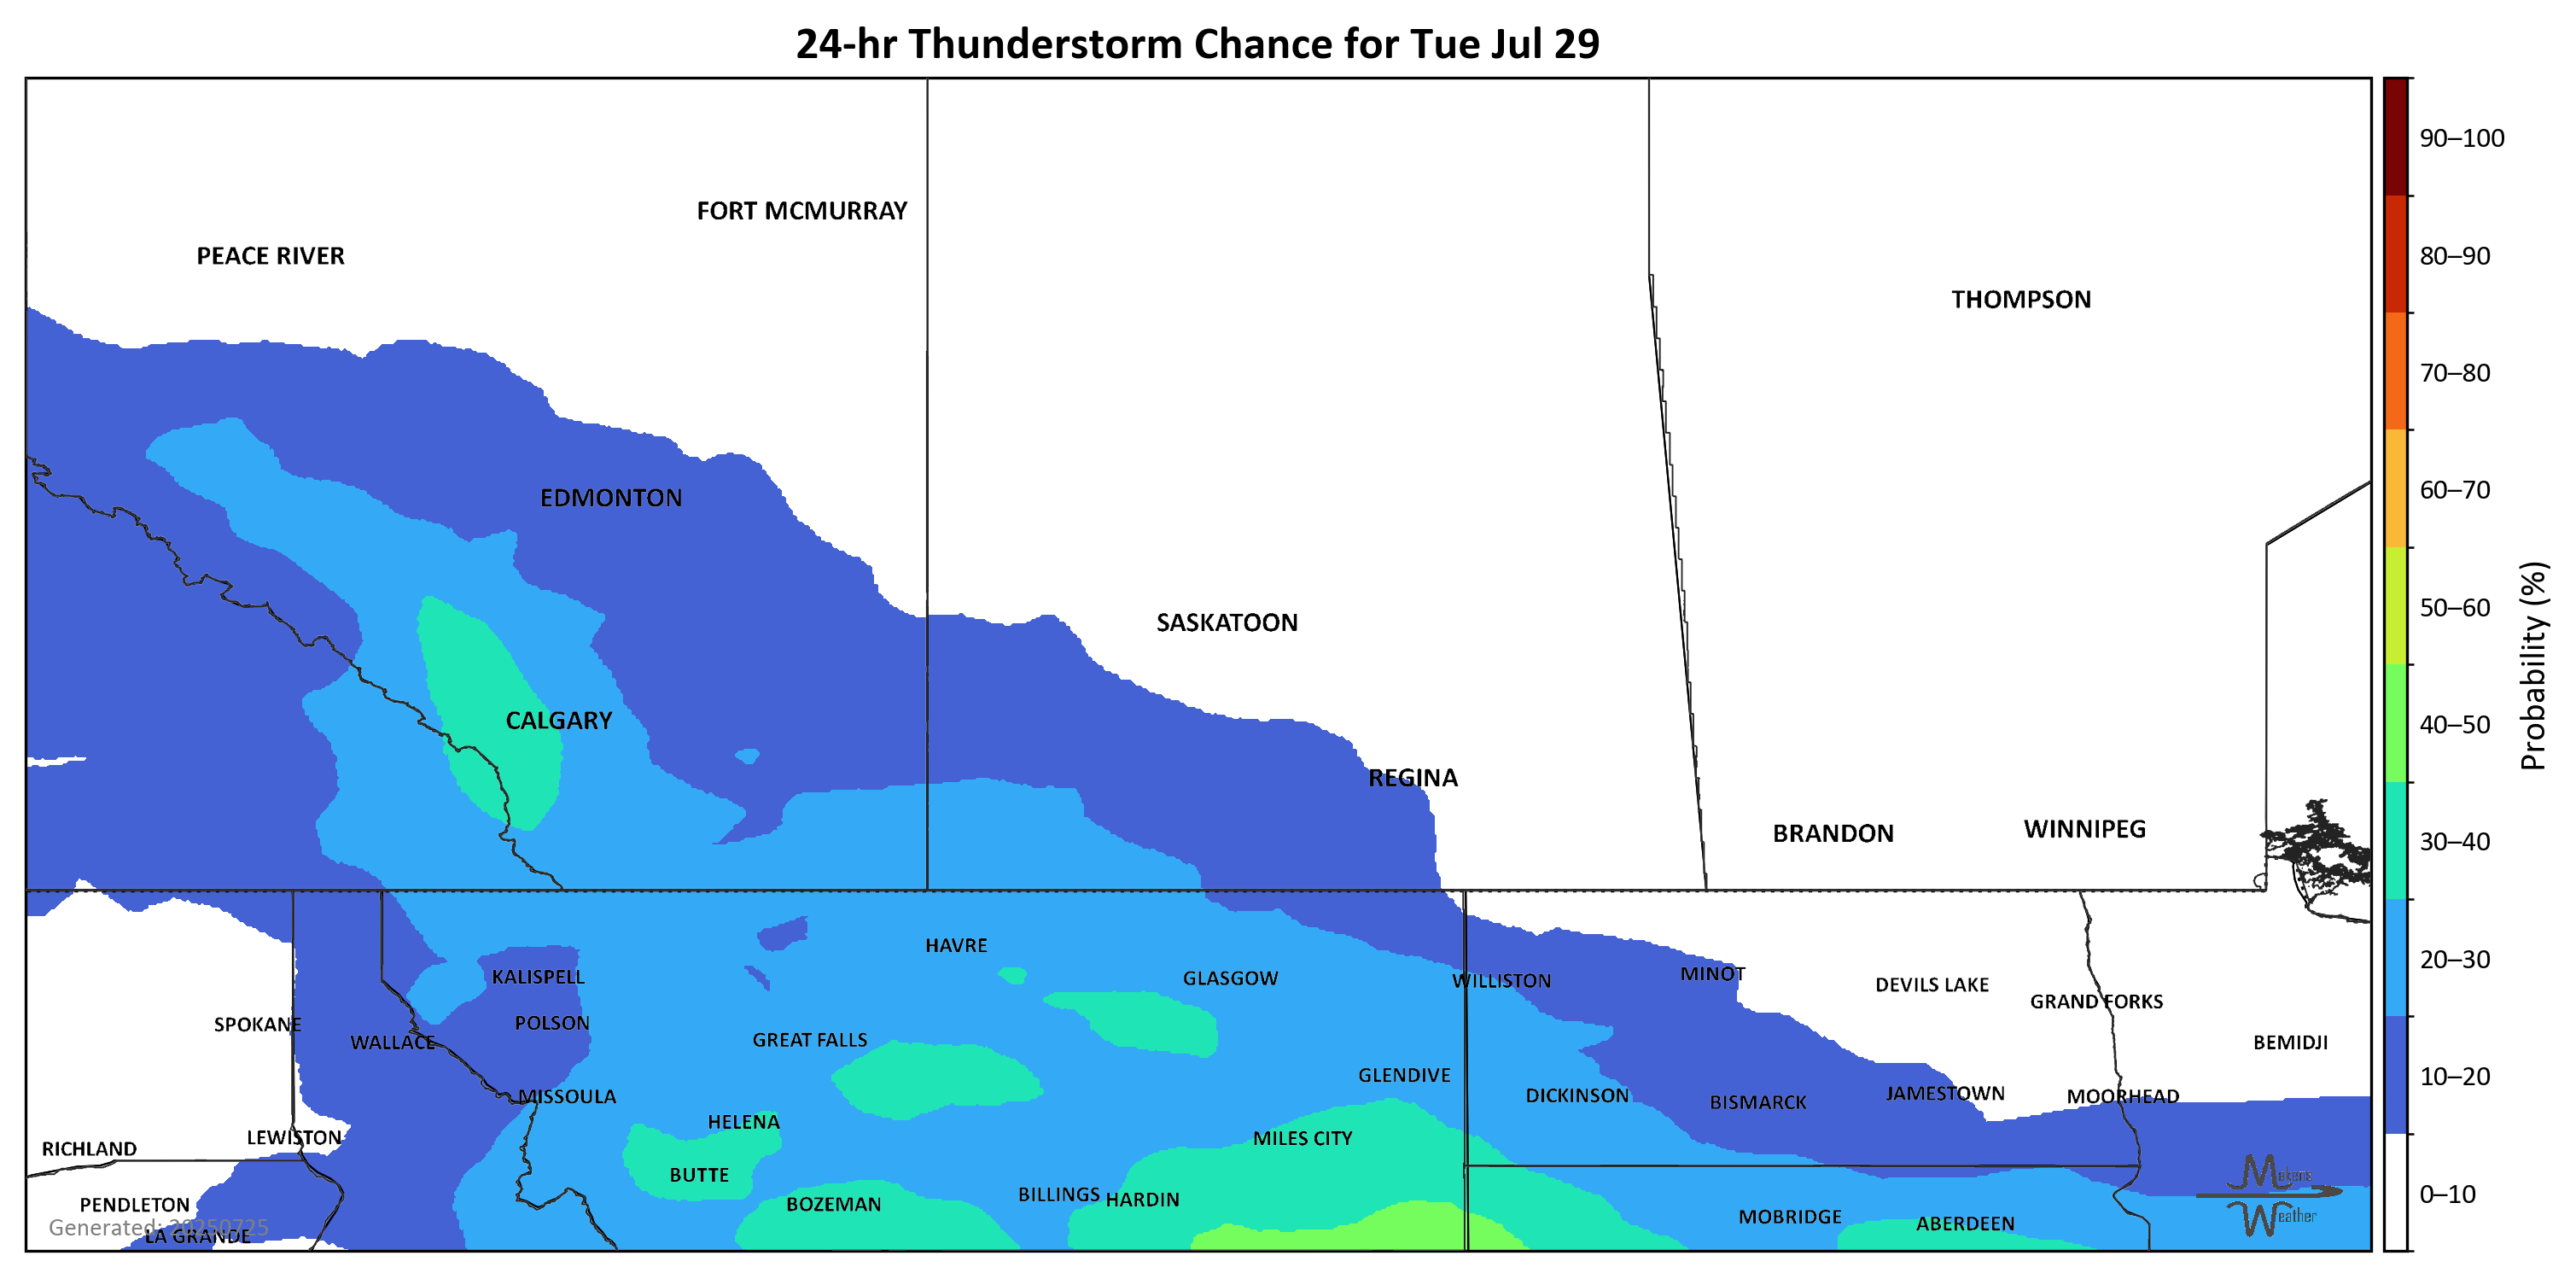 24-hr Thunderstorm Chance for Tue Jul 29
90–100
FORT MCMURRAY
PEACE RIVER
80–90
THOMPSON
70–80
60–70
EDMONTON
50–60
SASKATOON
Probability (%)
CALGARY
40–50
REGINA
BRANDON
WINNIPEG
30–40
HAVRE
20–30
KALISPELL
GLASGOW
WILLISTON
MINOT
DEVILS LAKE
GRAND FORKS
SPOKANE
POLSON
WALLACE
GREAT FALLS
BEMIDJI
GLENDIVE
10–20
MISSOULA
DICKINSON
BISMARCK
JAMESTOWN
MOORHEAD
HELENA
LEWISTON
MILES CITY
RICHLAND
BUTTE
Mekens
Weather
0–10
PENDLETON
BOZEMAN
BILLINGS
HARDIN
MOBRIDGE
ABERDEEN
Generated: 20250725
LA GRANDE